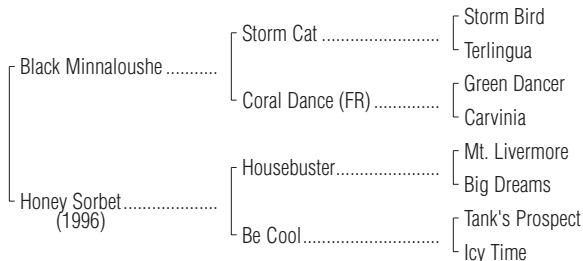 Storm Bird
Storm Cat ........................
Terlingua
Black Minnaloushe ..........
Green Dancer
Coral Dance (FR) .............
Carvinia
Mt. Livermore
Housebuster.....................
Big Dreams
Honey Sorbet...................
(1996)
Tank's Prospect
Be Cool............................
Icy Time